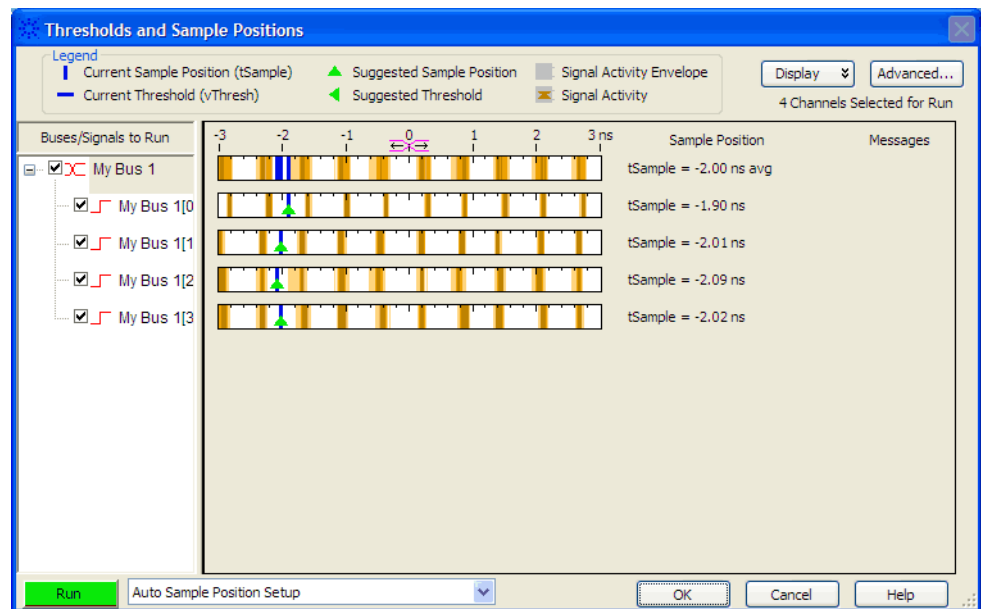 Thresholds and Sample Positions
Legend
Current Sample Position (tSample)
Suggested Sample Position
Signal Activity Envelope
Current Threshold (vThresh)
Suggested Threshold
Signal Activity
Display
Advanced...
4 Channels Selected for Run
Buses/Signals to Run
-3 -2 -1 0 1 2 3 ns
Sample Position
Messages
My Bus 1
tSample = -2.00 ns avg
My Bus 1[0
tSample = -1.90 ns
My Bus 1[1
tSample = -2.01 ns
My Bus 1[2
tSample = -2.09 ns
My Bus 1[3
tSample = -2.02 ns
Run
Auto Sample Position Setup
OK
Cancel
Help